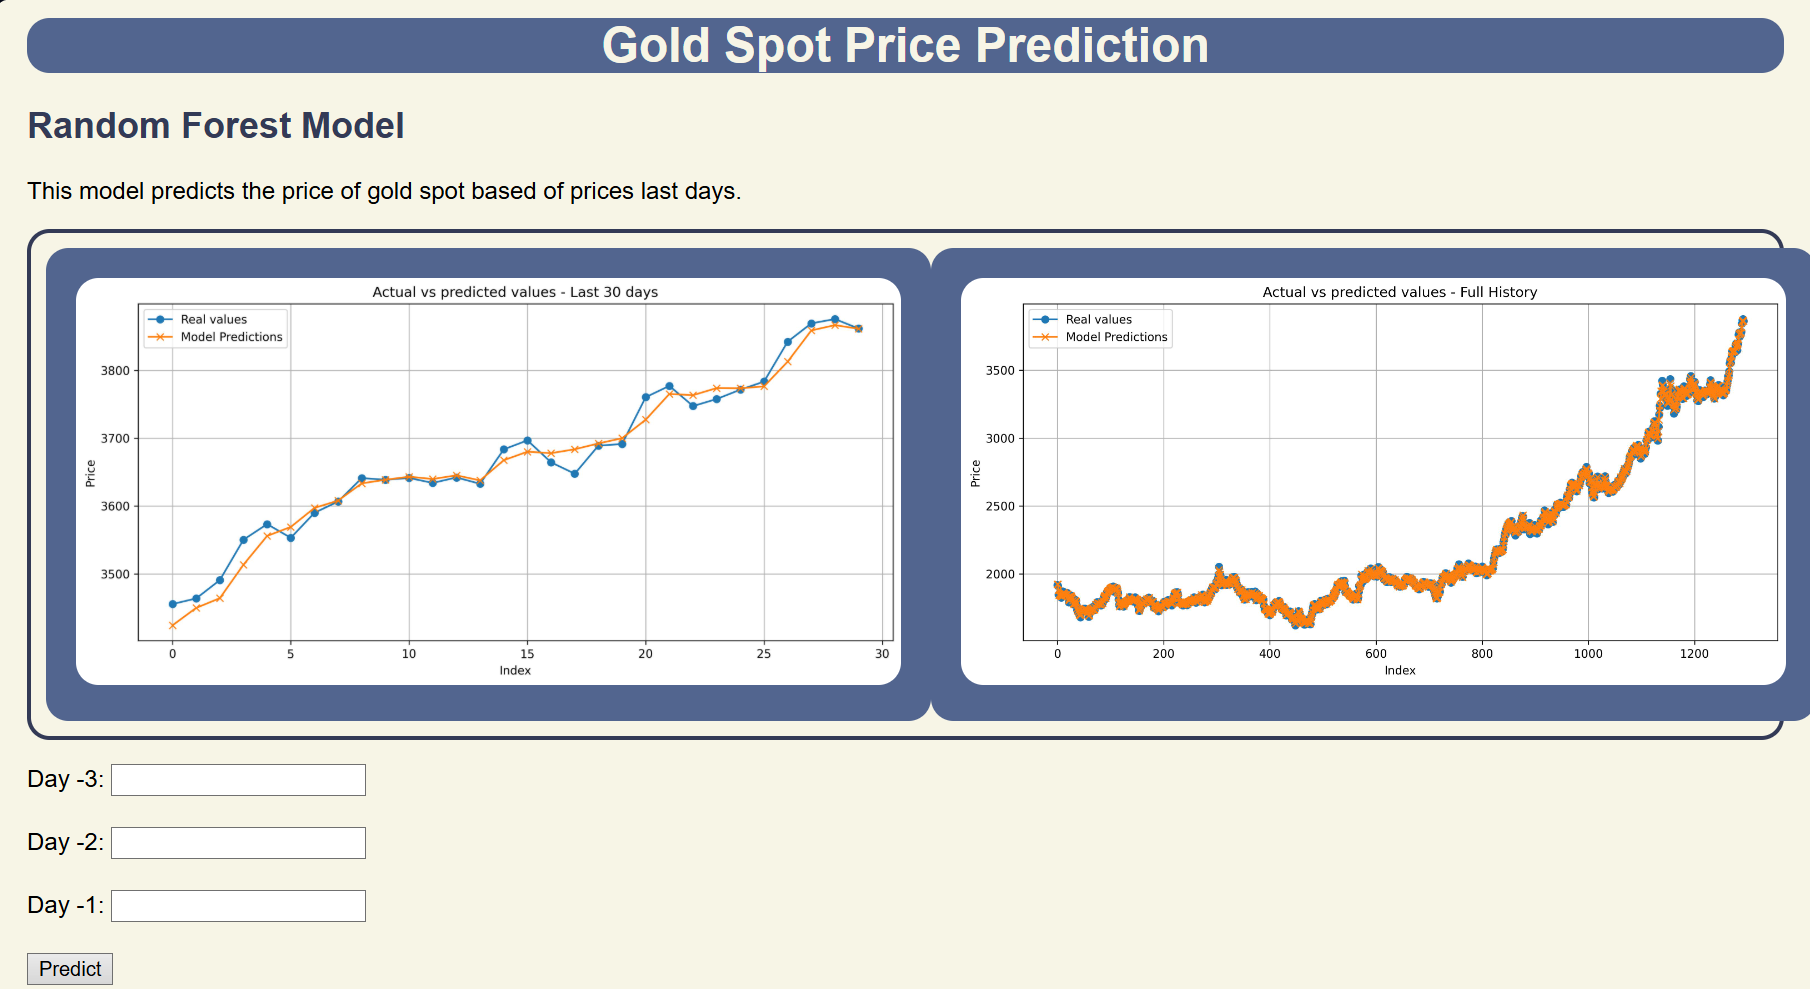 Gold Spot Price Prediction
Random Forest Model
This model predicts the price of gold spot based of prices last days.
Actual vs predicted values - Last 30 days
Real values
Model Predictions
3800
3700
3600
3500
Price
0 5 10 15 20 25 30
Index
Actual vs predicted values - Full History
Real values
Model Predictions
3500
3000
2500
2000
Price
0 200 400 600 800 1000 1200
Index
Day -3:
Day -2:
Day -1:
Predict